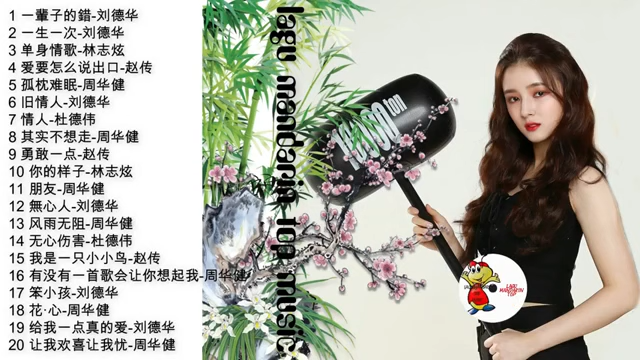 1 一輩子的錯-刘德华
2 一生一次-刘德华
3 单身情歌-林志炫
4 爱要怎么说出口-赵传
5 孤枕难眠-周华健
6 旧情人-刘德华
7 情人-杜德伟
8 其实不想走-周华健
9 勇敢一点-赵传
10 你的样子-林志炫
11 朋友-周华健
12 無心人-刘德华
13 风雨无阻-周华健
14 无心伤害-杜德伟
15 我是一只小小鸟-赵传
16 有没有一首歌会让你想起我-周华健
17 笨小孩-刘德华
18 花·心-周华健
19 给我一点真的爱-刘德华
20 让我欢喜让我忧-周华健
lagu mandarin top music
ton
LAGU
MANDARIN
TOP